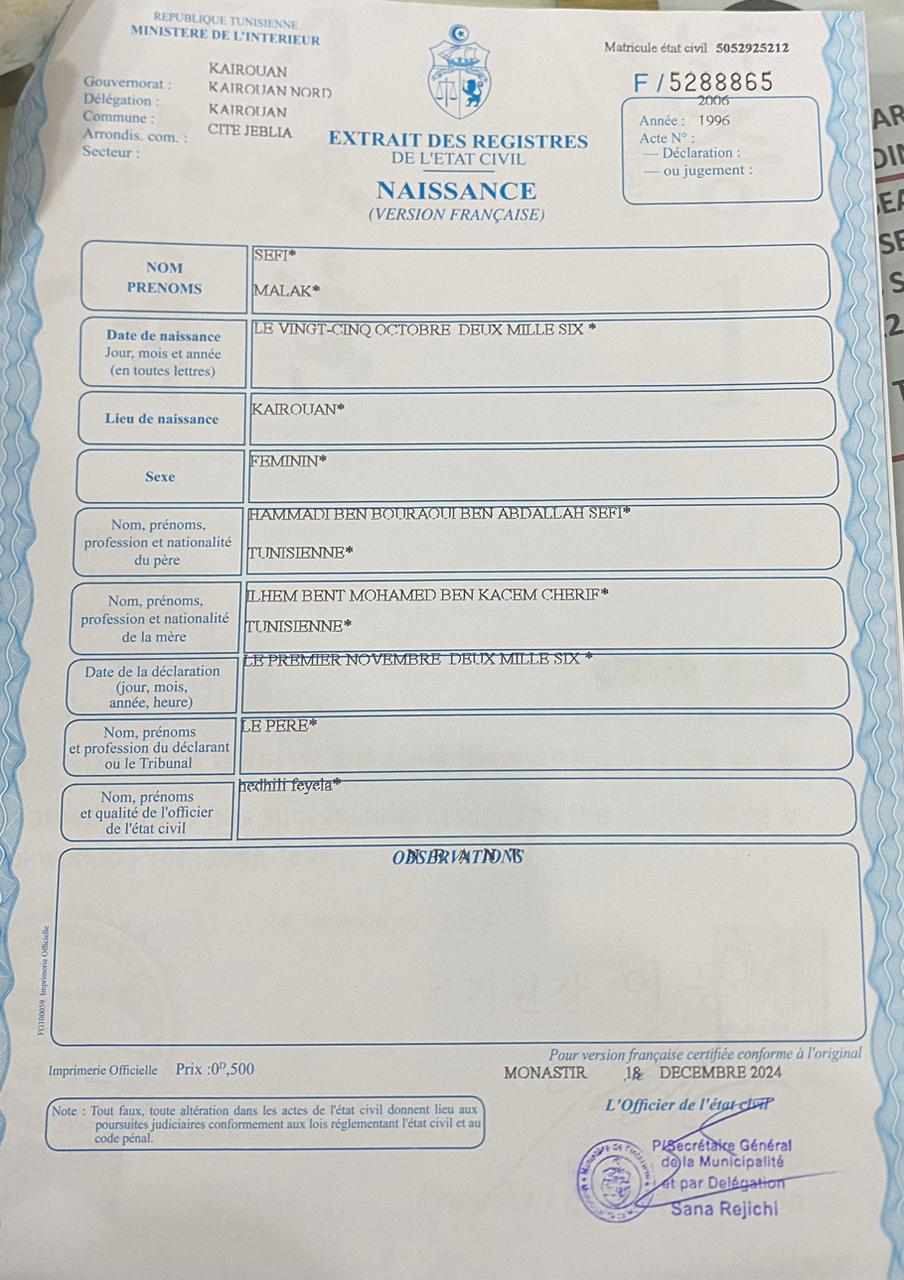 REPUBLIQUE TUNISIENNE
MINISTERE DE L'INTERIEUR
Gouvernorat : KAIROUAN
Délégation : KAIROUAN NORD
Commune : KAIROUAN
Arrondis. com. : CITE JEBLIA
Secteur :
Matricule état civil 5052925212
F / 5288865
2006
Année : 1996
Acte N° :
— Déclaration :
— ou jugement :
EXTRAIT DES REGISTRES
DE L'ETAT CIVIL
NAISSANCE
(VERSION FRANÇAISE)
NOM
PRENOMS
SEFI*
MALAK*
Date de naissance
Jour, mois et année
(en toutes lettres)
LE VINGT-CINQ OCTOBRE DEUX MILLE SIX *
Lieu de naissance
KAIROUAN*
Sexe
FEMININ*
Nom, prénoms,
profession et nationalité
du père
HAMMADI BEN BOURAOUI BEN ABDALLAH SEFI*
TUNISIENNE*
Nom, prénoms,
profession et nationalité
de la mère
ILHEM BENT MOHAMED BEN KACEM CHERIF*
TUNISIENNE*
Date de la déclaration
(jour, mois,
année, heure)
LE PREMIER NOVEMBRE DEUX MILLE SIX *
Nom, prénoms
et profession du déclarant
ou le Tribunal
LE PERE*
Nom, prénoms
et qualité de l'officier
de l'état civil
hedhili feyela*
OBSERVATIONS
N E A N T
FG100039 Imprimerie Officielle
Imprimerie Officielle Prix :0ᴰ,500
Pour version française certifiée conforme à l'original
MONASTIR 18 DECEMBRE 2024
L'Officier de l'état civil
Note : Tout faux, toute altération dans les actes de l'état civil donnent lieu aux
poursuites judiciaires conformement aux lois réglementant l'état civil et au
code pénal.
P/Secrétaire Général
de la Municipalité
et par Delégation
Sana Rejichi